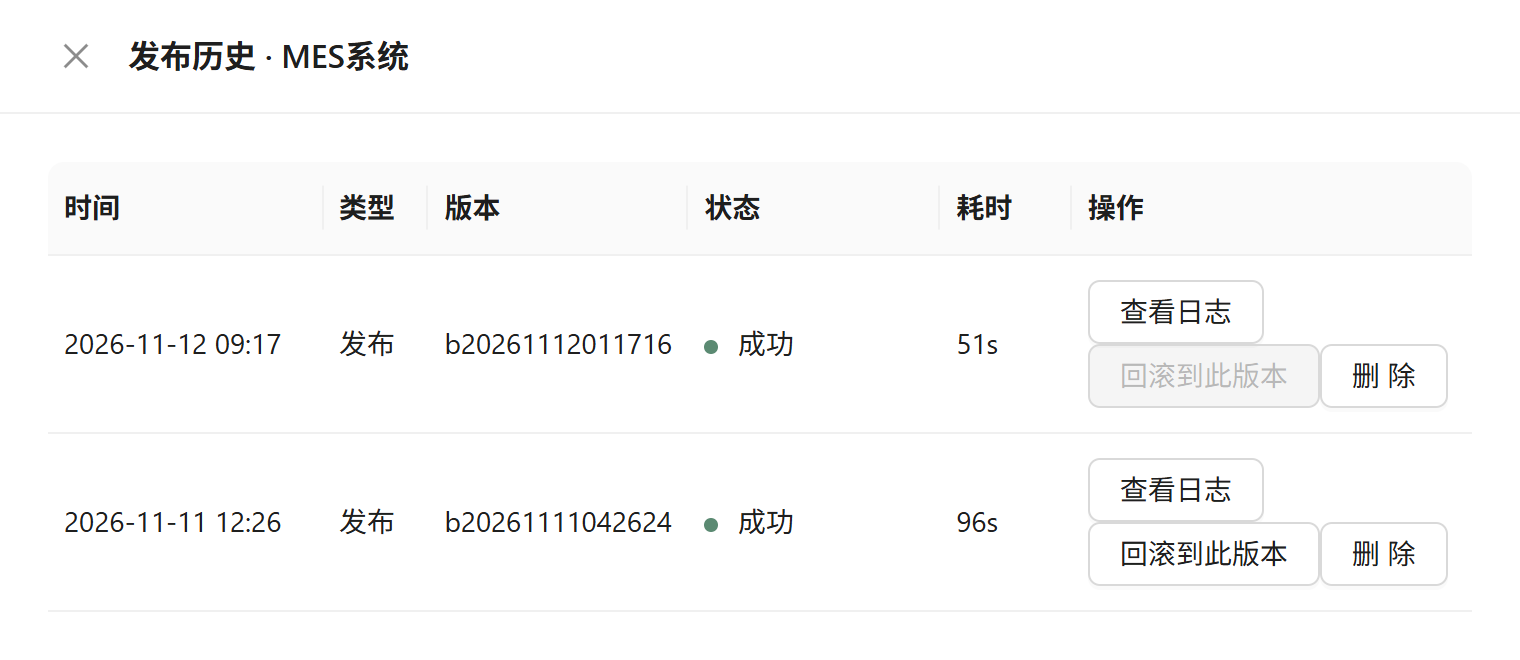 发布历史 · MES系统
时间 类型 版本 状态 耗时 操作
2026-11-12 09:17 发布 b20261112011716 成功 51s 查看日志
回滚到此版本 删 除
2026-11-11 12:26 发布 b20261111042624 成功 96s 查看日志
回滚到此版本 删 除